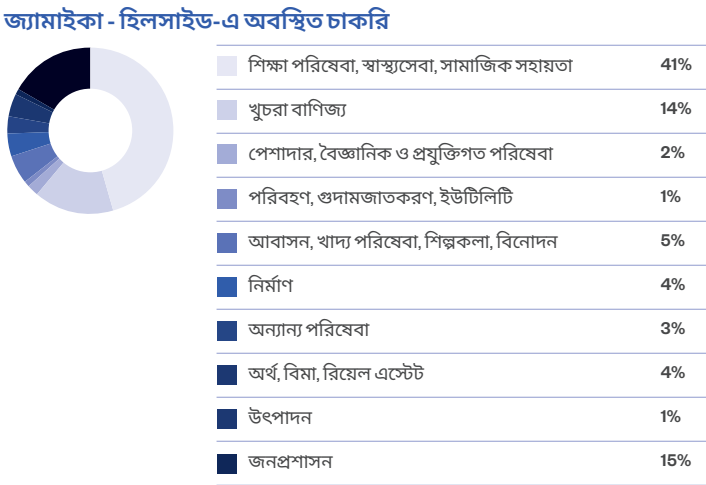 জ্যামাইকা - হিলসাইড-এ অবস্থিত চাকরি
শিক্ষা পরিষেবা, স্বাস্থ্যসেবা, সামাজিক সহায়তা 41%
খুচরা বাণিজ্য 14%
পেশাদার, বৈজ্ঞানিক ও প্রযুক্তিগত পরিষেবা 2%
পরিবহণ, গুদামজাতকরণ, ইউটিলিটি 1%
আবাসন, খাদ্য পরিষেবা, শিল্পকলা, বিনোদন 5%
নির্মাণ 4%
অন্যান্য পরিষেবা 3%
অর্থ, বিমা, রিয়েল এস্টেট 4%
উৎপাদন 1%
জনপ্রশাসন 15%